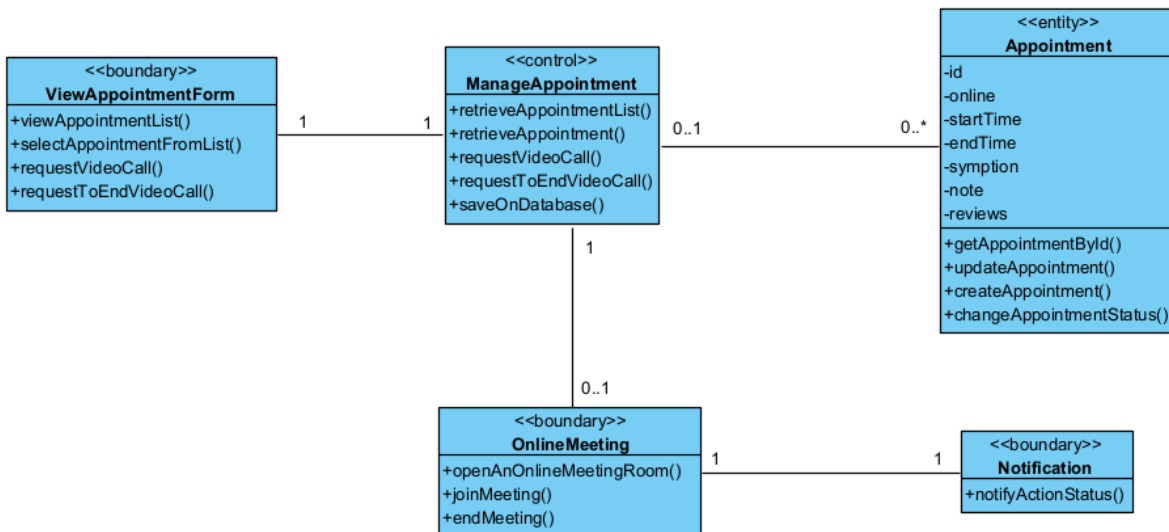 <<boundary>>
ViewAppointmentForm
+viewAppointmentList()
+selectAppointmentFromList()
+requestVideoCall()
+requestToEndVideoCall()
1
1
<<control>>
ManageAppointment
+retrieveAppointmentList()
+retrieveAppointment()
+requestVideoCall()
+requestToEndVideoCall()
+saveOnDatabase()
0..1
0..*
<<entity>>
Appointment
-id
-online
-startTime
-endTime
-symption
-note
-reviews
+getAppointmentById()
+updateAppointment()
+createAppointment()
+changeAppointmentStatus()
1
0..1
<<boundary>>
OnlineMeeting
+openAnOnlineMeetingRoom()
+joinMeeting()
+endMeeting()
1
1
<<boundary>>
Notification
+notifyActionStatus()